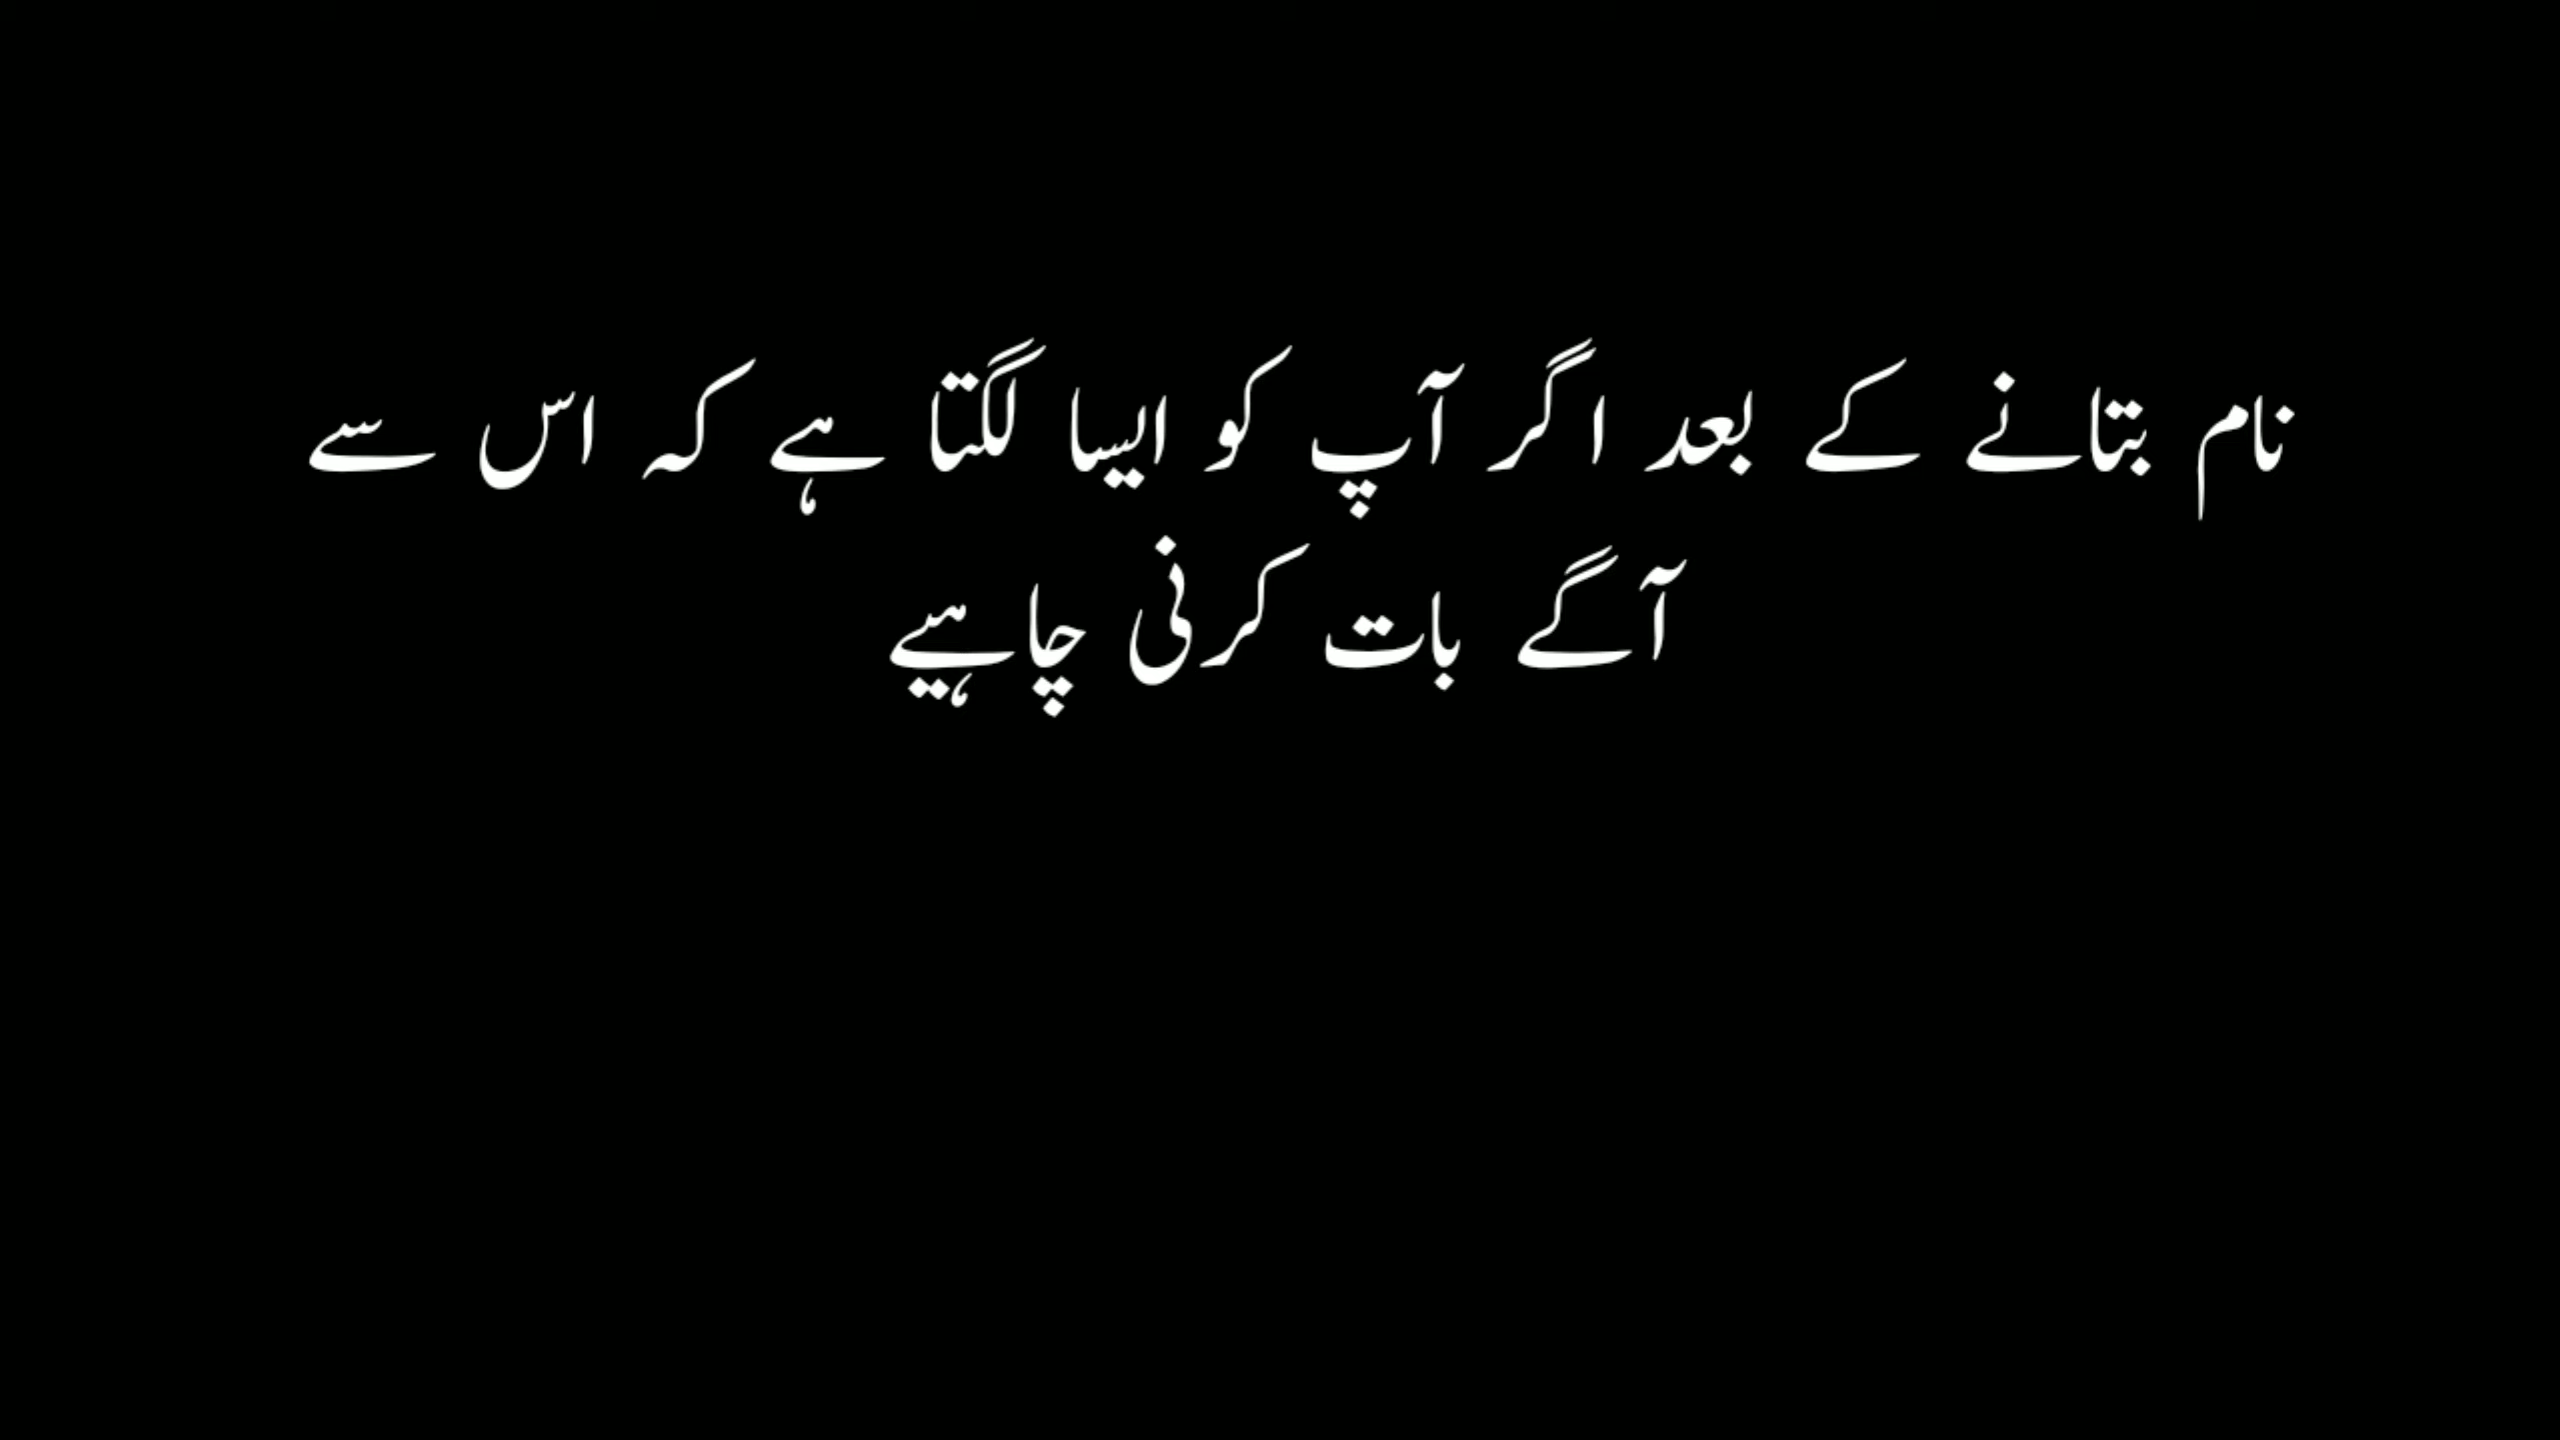 نام بتانے کے بعد اگر آپ کو ایسا لگتا ہے کہ اس سے
آگے بات کرنی چاہیے